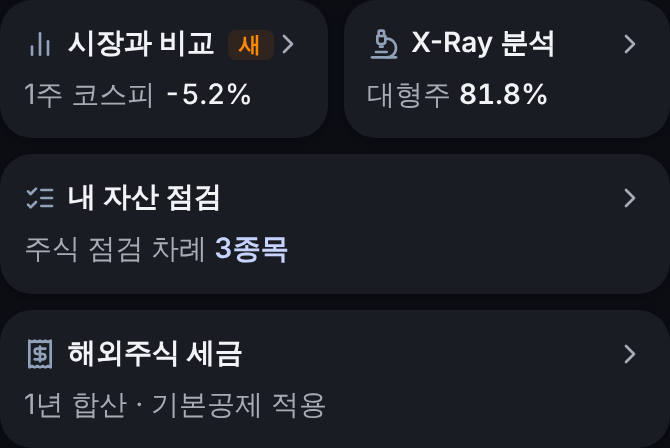 시장과 비교 새
1주 코스피 -5.2%
X-Ray 분석
대형주 81.8%
내 자산 점검
주식 점검 차례 3종목
해외주식 세금
1년 합산 · 기본공제 적용